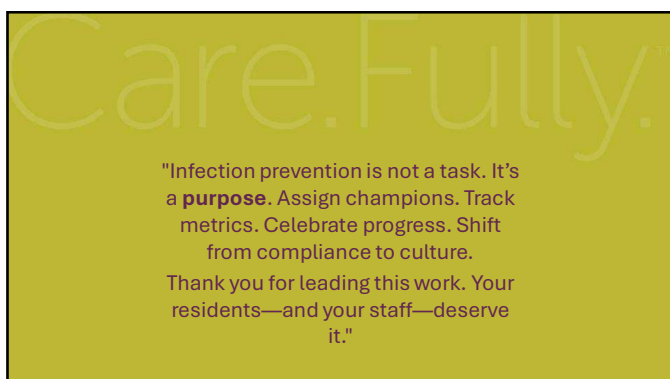 Care.Fully.™
"Infection prevention is not a task. It’s
a purpose. Assign champions. Track
metrics. Celebrate progress. Shift
from compliance to culture.
Thank you for leading this work. Your
residents—and your staff—deserve
it."